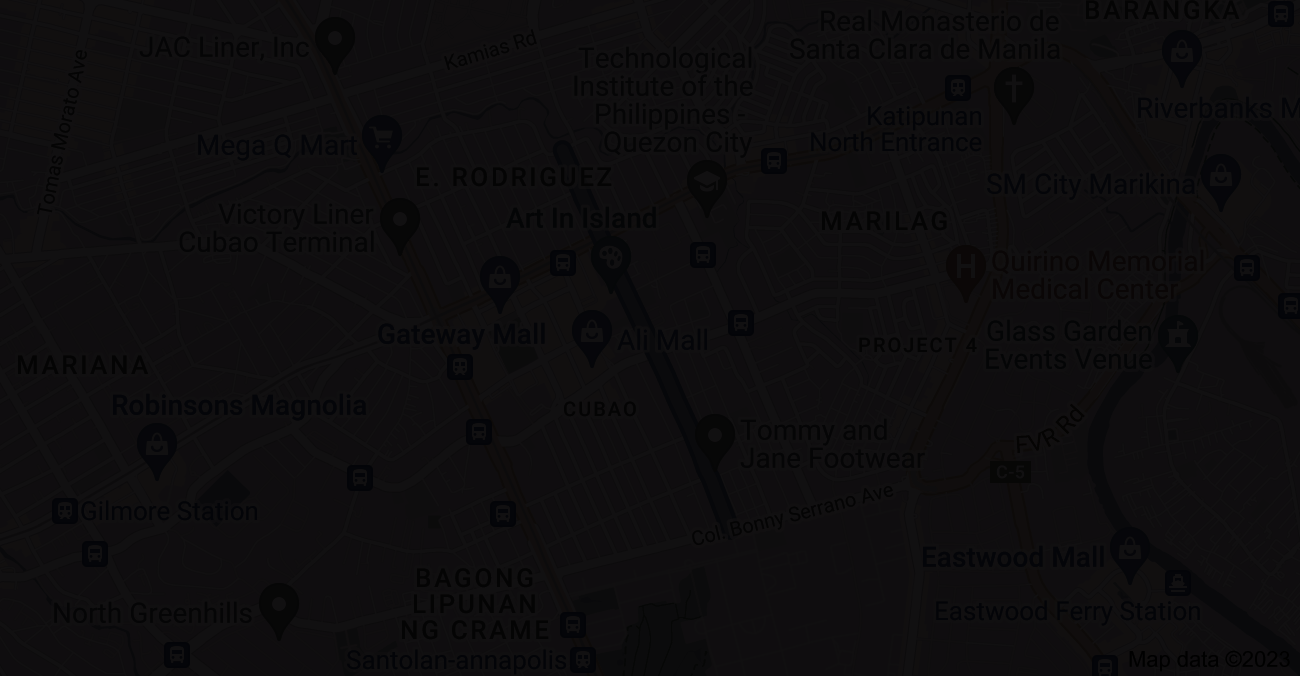 BARANGKA
Real Monasterio de
Santa Clara de Manila
JAC Liner, Inc
Kamias Rd
Technological
Institute of the
Philippines -
Quezon City
Tomas Morato Ave
Katipunan
North Entrance
Riverbanks M
Mega Q Mart
E. RODRIGUEZ
SM City Marikina
Victory Liner
Cubao Terminal
Art In Island
MARILAG
Quirino Memorial
Medical Center
Gateway Mall
Ali Mall
PROJECT 4
Glass Garden
Events Venue
MARIANA
Robinsons Magnolia
CUBAO
Tommy and
Jane Footwear
FVR Rd
C-5
Gilmore Station
Col. Bonny Serrano Ave
Eastwood Mall
BAGONG
LIPUNAN
NG CRAME
North Greenhills
Eastwood Ferry Station
Santolan-annapolis
Map data ©2023